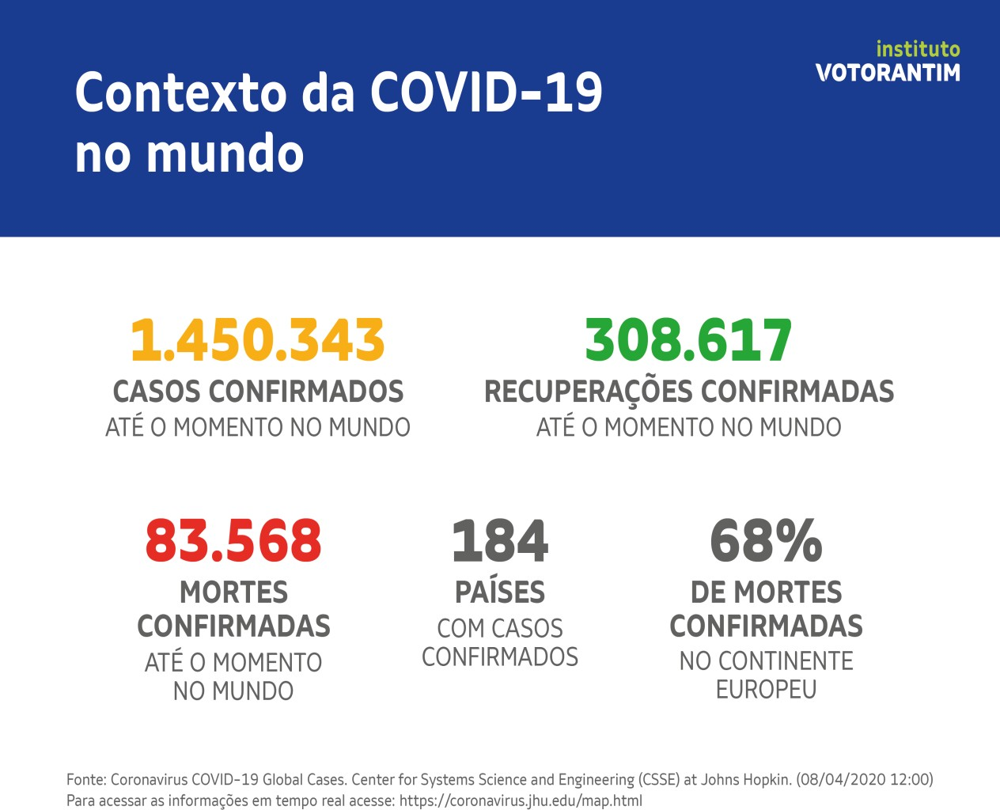 instituto
VOTORANTIM
Contexto da COVID-19
no mundo
1.450.343
CASOS CONFIRMADOS
ATÉ O MOMENTO NO MUNDO
308.617
RECUPERAÇÕES CONFIRMADAS
ATÉ O MOMENTO NO MUNDO
83.568
MORTES
CONFIRMADAS
ATÉ O MOMENTO
NO MUNDO
184
PAÍSES
COM CASOS
CONFIRMADOS
68%
DE MORTES
CONFIRMADAS
NO CONTINENTE
EUROPEU
Fonte: Coronavirus COVID-19 Global Cases. Center for Systems Science and Engineering (CSSE) at Johns Hopkin. (08/04/2020 12:00)
Para acessar as informações em tempo real acesse: https://coronavirus.jhu.edu/map.html